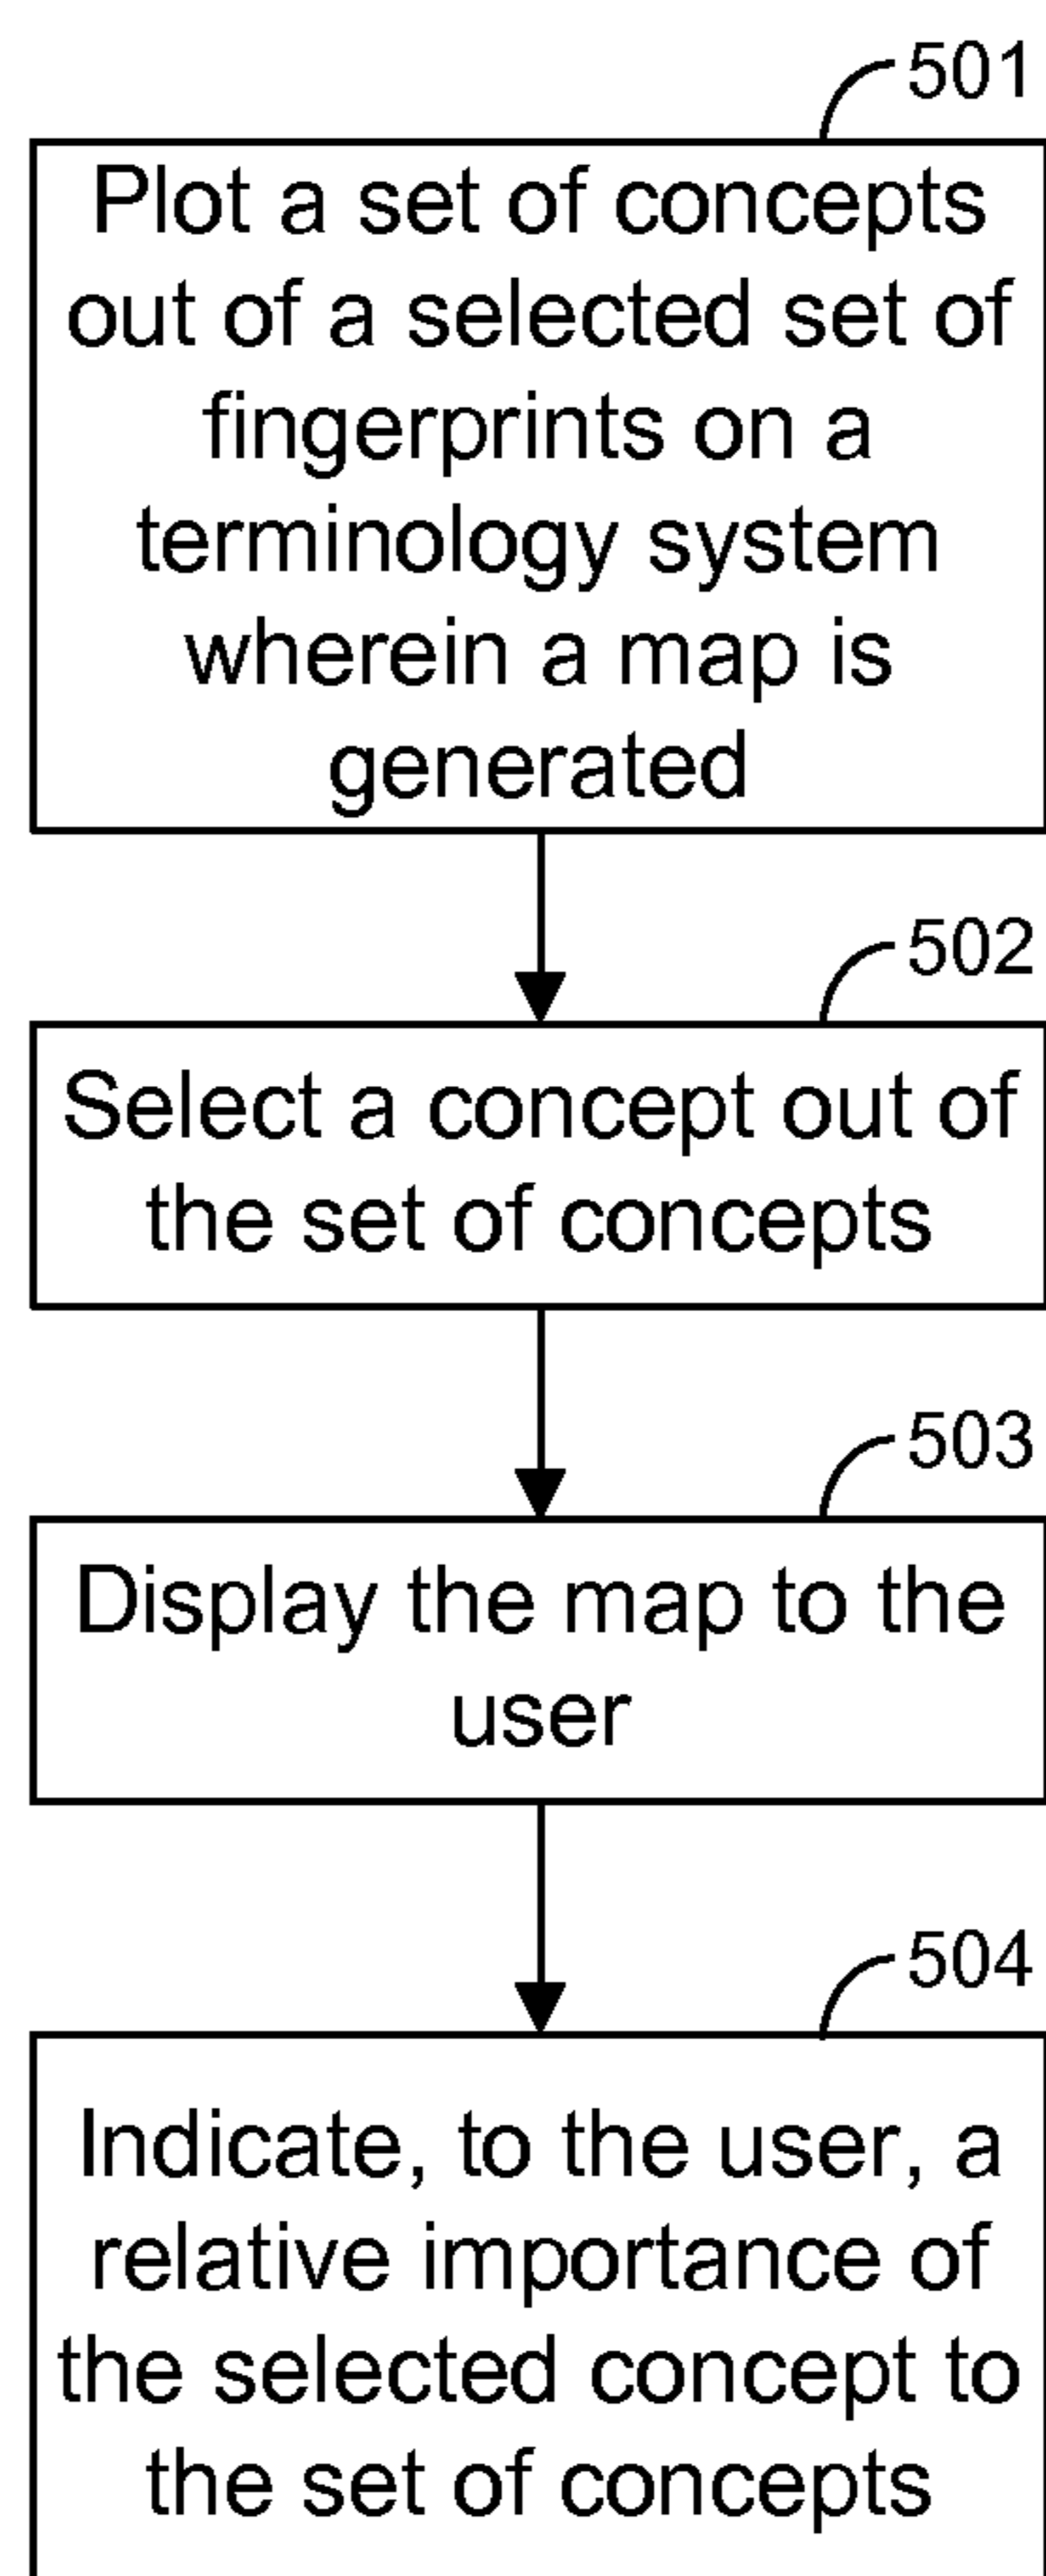 501
Plot a set of concepts
out of a selected set of
fingerprints on a
terminology system
wherein a map is
generated
502
Select a concept out of
the set of concepts
503
Display the map to the
user
504
Indicate, to the user, a
relative importance of
the selected concept to
the set of concepts